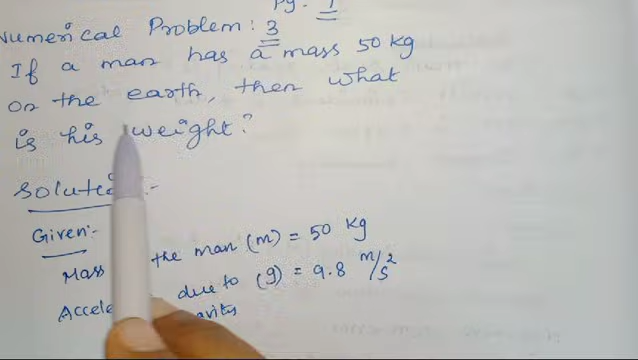 Pg. 1
Numerical Problem: 3
If a man has a mass 50 kg
on the earth, then what
is his weight?
Solution:-
Given:-
Mass the man (m) = 50 kg
due to (g) = 9.8 m/s²